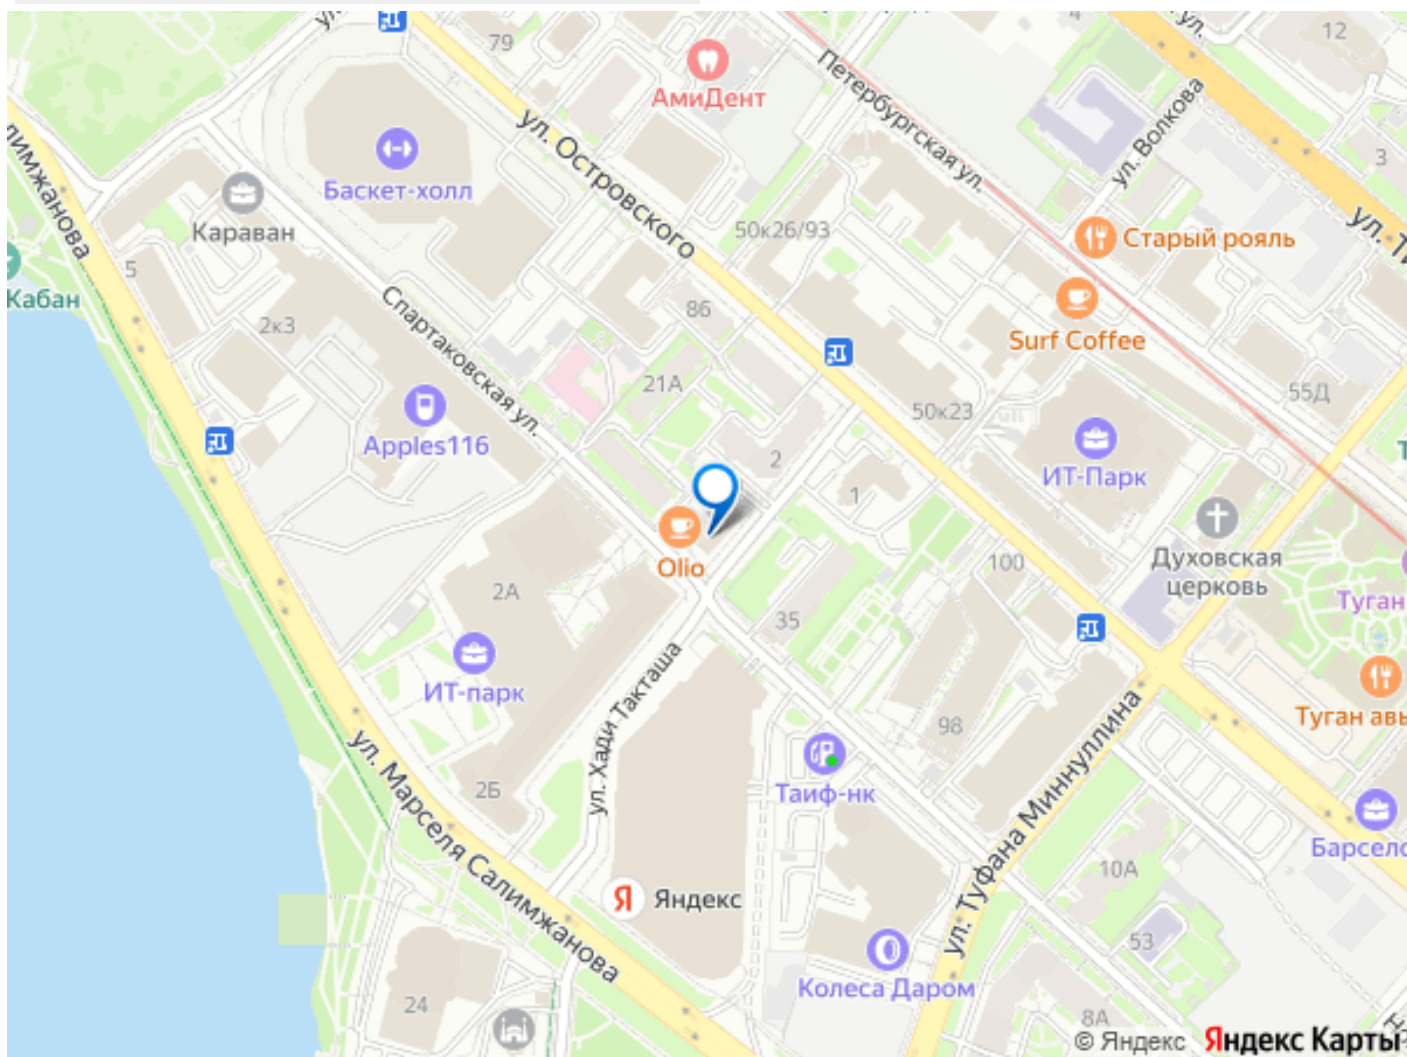 79
12
4
АмиДент
Петербургская ул.
ул. Волкова
3
ул. Островского
Баскет-холл
Караван
50к26/93
Старый рояль
5
Кабан
2к3
86
Surf Coffee
Спартаковская ул.
21А
55Д
50к23
Apples116
2
ИТ-Парк
1
Olio
100
Духовская
церковь
2А
35
Туган
ИТ-парк
ул. Хади Такташа
98
Туган авы
Таиф-нк
2Б
ул. Марселя Салимжанова
ул. Туфана Миннуллина
Барсело
10А
Яндекс
53
Колеса Даром
24
8А
© Яндекс Яндекс Карты